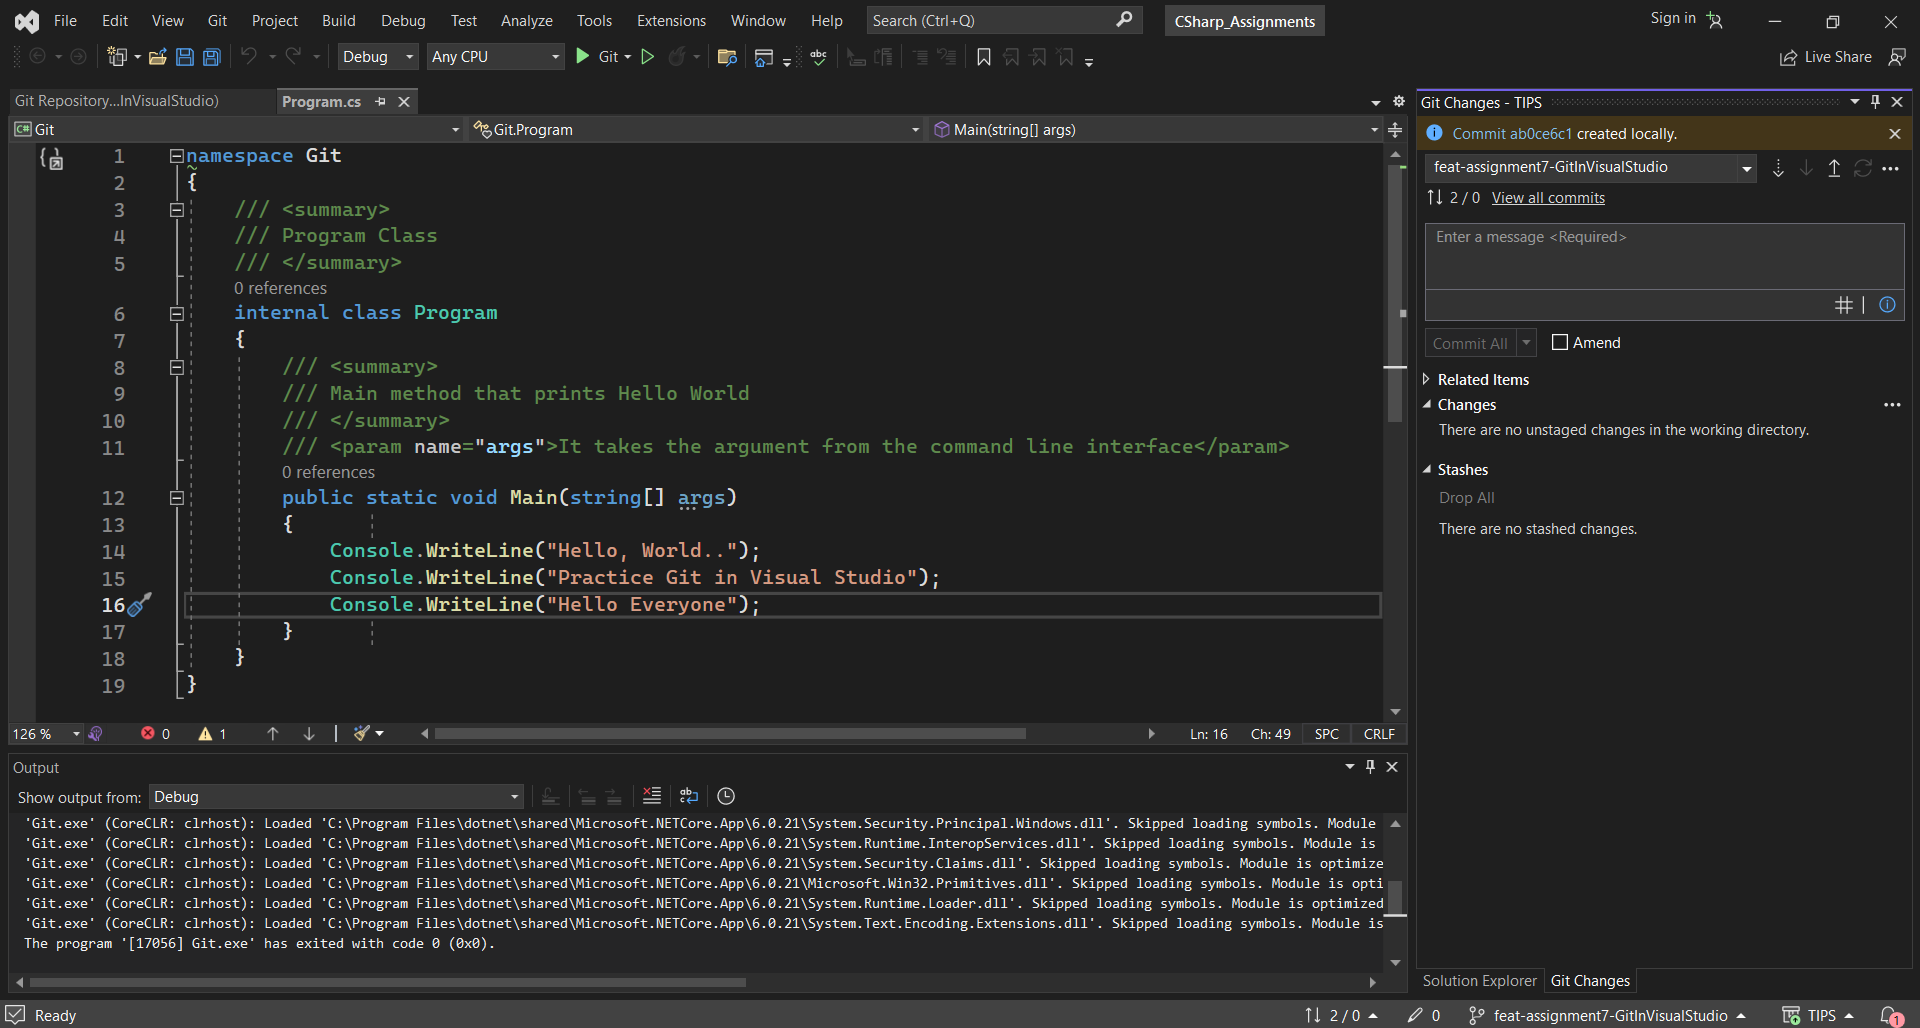 File Edit View Git Project Build Debug Test Analyze Tools Extensions Window Help Search (Ctrl+Q) CSharp_Assignments Sign in
Debug Any CPU Git Live Share
Git Repository...InVisualStudio) Program.cs
Git Git.Program Main(string[] args)
1 namespace Git
2 {
3 /// <summary>
4 /// Program Class
5 /// </summary>
0 references
6 internal class Program
7 {
8 /// <summary>
9 /// Main method that prints Hello World
10 /// </summary>
11 /// <param name="args">It takes the argument from the command line interface</param>
0 references
12 public static void Main(string[] args)
13 {
14 Console.WriteLine("Hello, World..");
15 Console.WriteLine("Practice Git in Visual Studio");
16 Console.WriteLine("Hello Everyone");
17 }
18 }
19 }
126 % 0 1 Ln: 16 Ch: 49 SPC CRLF
Output
Show output from: Debug
'Git.exe' (CoreCLR: clrhost): Loaded 'C:\Program Files\dotnet\shared\Microsoft.NETCore.App\6.0.21\System.Security.Principal.Windows.dll'. Skipped loading symbols. Module
'Git.exe' (CoreCLR: clrhost): Loaded 'C:\Program Files\dotnet\shared\Microsoft.NETCore.App\6.0.21\System.Runtime.InteropServices.dll'. Skipped loading symbols. Module is
'Git.exe' (CoreCLR: clrhost): Loaded 'C:\Program Files\dotnet\shared\Microsoft.NETCore.App\6.0.21\System.Security.Claims.dll'. Skipped loading symbols. Module is optimize
'Git.exe' (CoreCLR: clrhost): Loaded 'C:\Program Files\dotnet\shared\Microsoft.NETCore.App\6.0.21\Microsoft.Win32.Primitives.dll'. Skipped loading symbols. Module is opti
'Git.exe' (CoreCLR: clrhost): Loaded 'C:\Program Files\dotnet\shared\Microsoft.NETCore.App\6.0.21\System.Runtime.Loader.dll'. Skipped loading symbols. Module is optimized
'Git.exe' (CoreCLR: clrhost): Loaded 'C:\Program Files\dotnet\shared\Microsoft.NETCore.App\6.0.21\System.Text.Encoding.Extensions.dll'. Skipped loading symbols. Module is
The program '[17056] Git.exe' has exited with code 0 (0x0).
Git Changes - TIPS
Commit ab0ce6c1 created locally.
feat-assignment7-GitInVisualStudio
2 / 0 View all commits
Enter a message <Required>
Commit All Amend
Related Items
Changes
There are no unstaged changes in the working directory.
Stashes
Drop All
There are no stashed changes.
Solution Explorer Git Changes
Ready 2 / 0 0 feat-assignment7-GitInVisualStudio TIPS 1